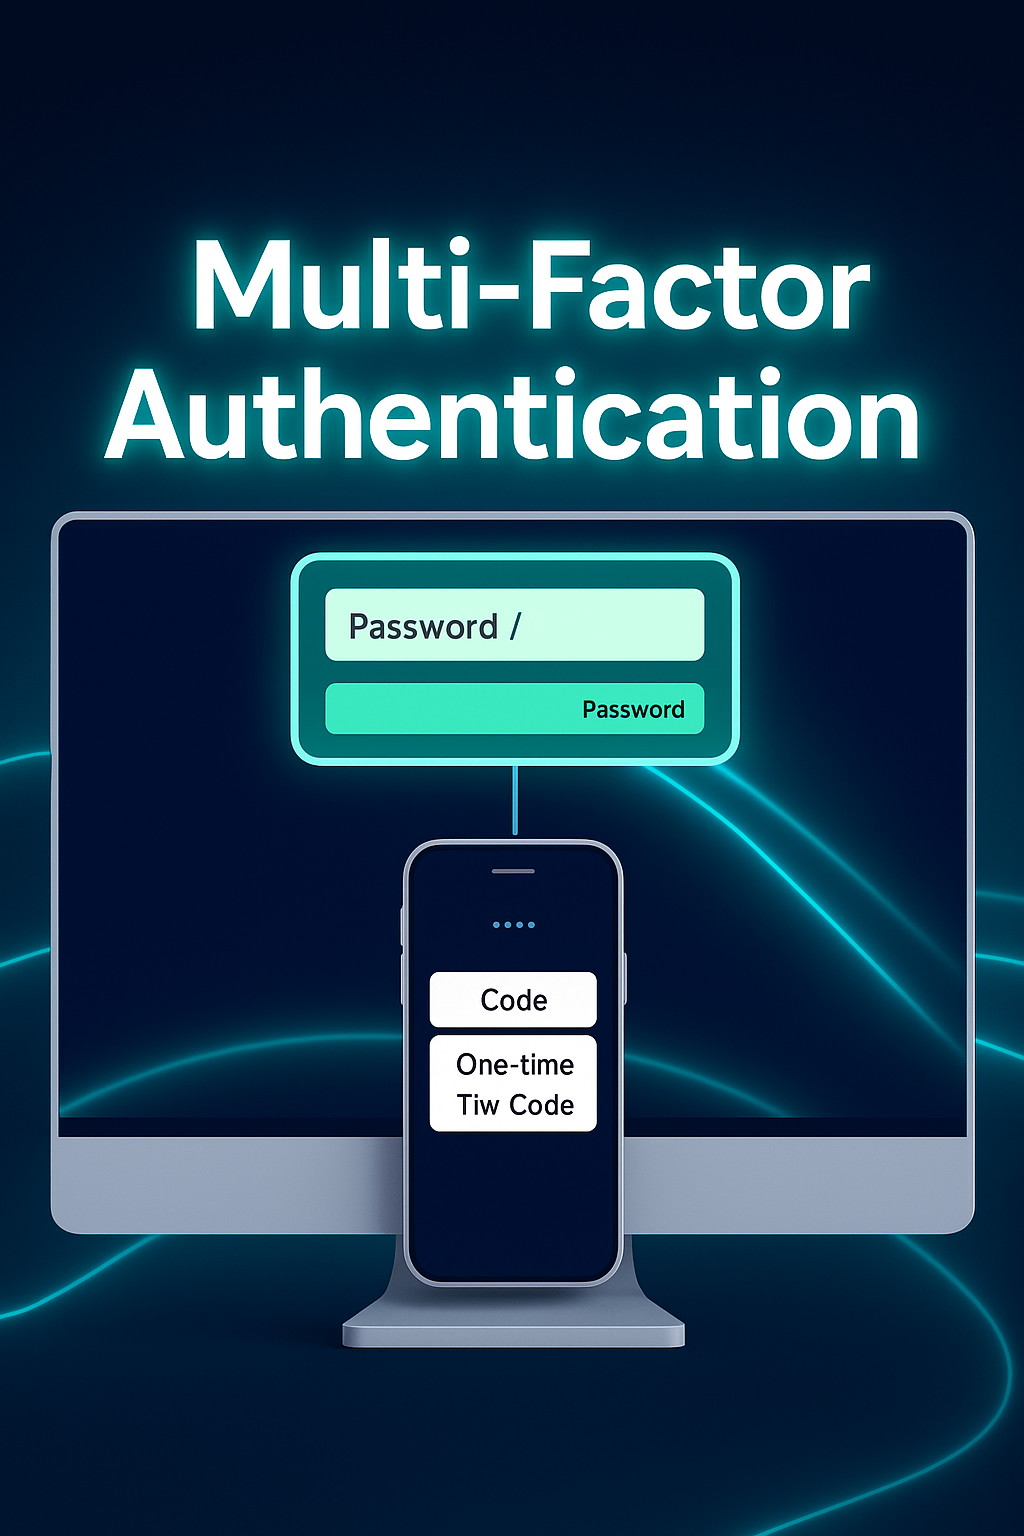 Multi-Factor
Authentication
Password /
Password
Code
One-time
Tiw Code